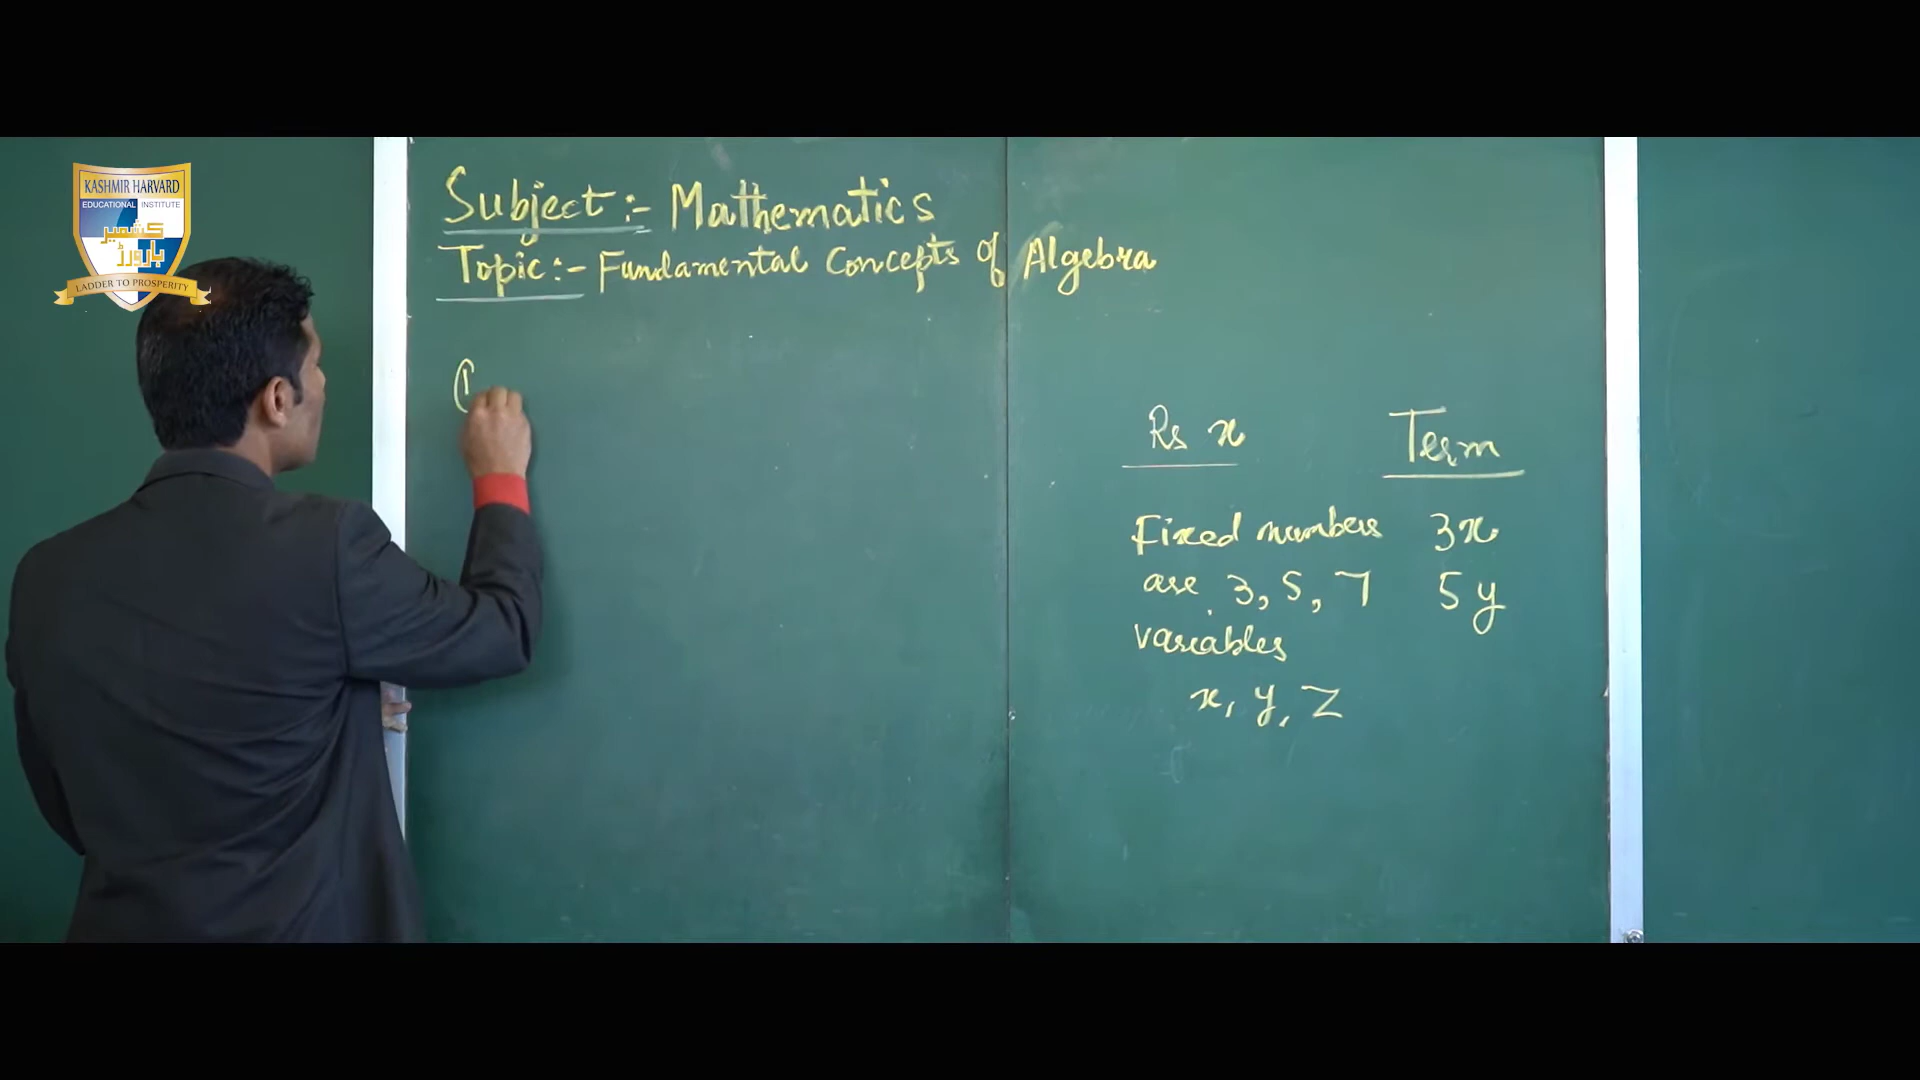 KASHMIR HARVARD
EDUCATIONAL INSTITUTE
کشمیر
ہارورڈ
LADDER TO PROSPERITY
Subject :- Mathematics
Topic :- Fundamental Concepts of Algebra
(1
Rs x
Term
Fixed numbers 3x
are 3, 5, 7 5y
variables
x, y, z